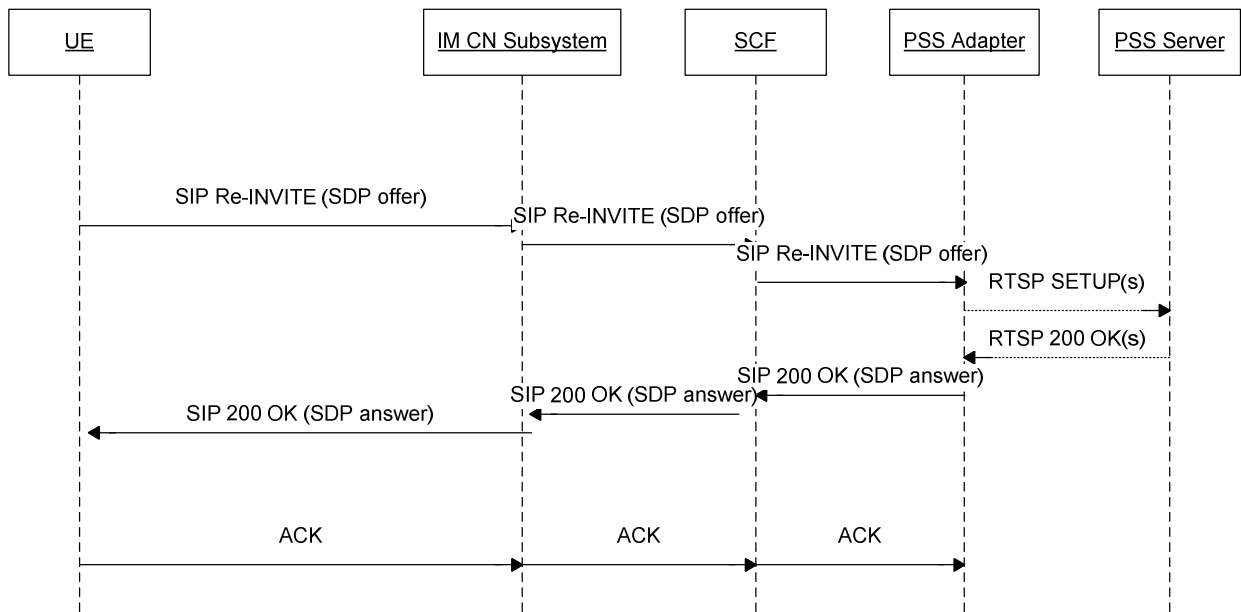 UE
IM CN Subsystem
SCF
PSS Adapter
PSS Server
SIP Re-INVITE (SDP offer)
SIP Re-INVITE (SDP offer)
SIP Re-INVITE (SDP offer)
RTSP SETUP(s)
RTSP 200 OK(s)
SIP 200 OK (SDP answer)
SIP 200 OK (SDP answer)
SIP 200 OK (SDP answer)
ACK
ACK
ACK